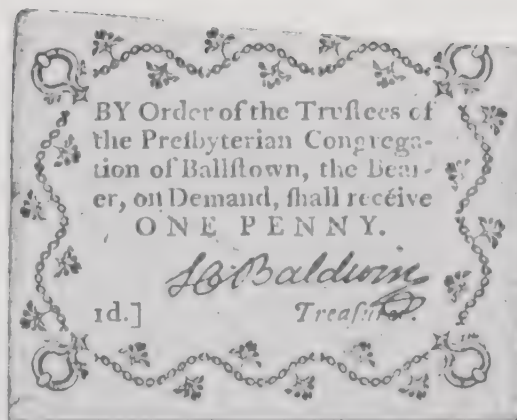 BY Order of the Trustees of
the Presbyterian Congrega-
tion of Ballſtown, the Bear-
er, on Demand, ſhall receive
ONE PENNY.
Baldwin
1d.] Treaſurer.